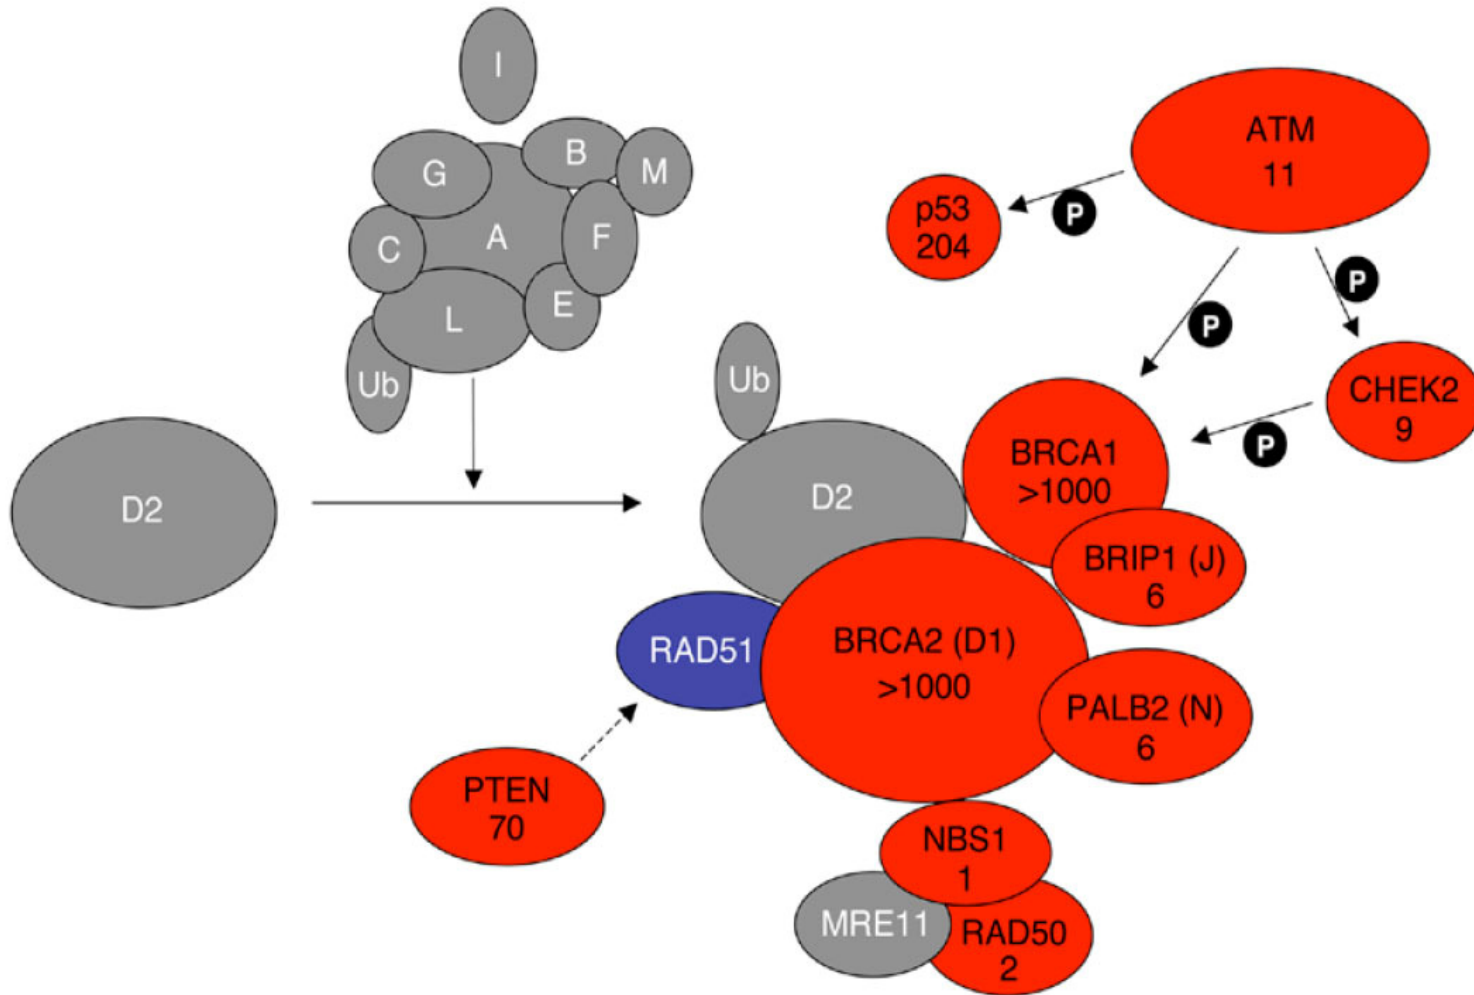 I
G
B
M
C
A
F
L
E
Ub
D2
Ub
D2
ATM
11
p53
204
P
P
P
CHEK2
9
P
BRCA1
>1000
BRIP1 (J)
6
RAD51
BRCA2 (D1)
>1000
PALB2 (N)
6
PTEN
70
NBS1
1
MRE11
RAD50
2